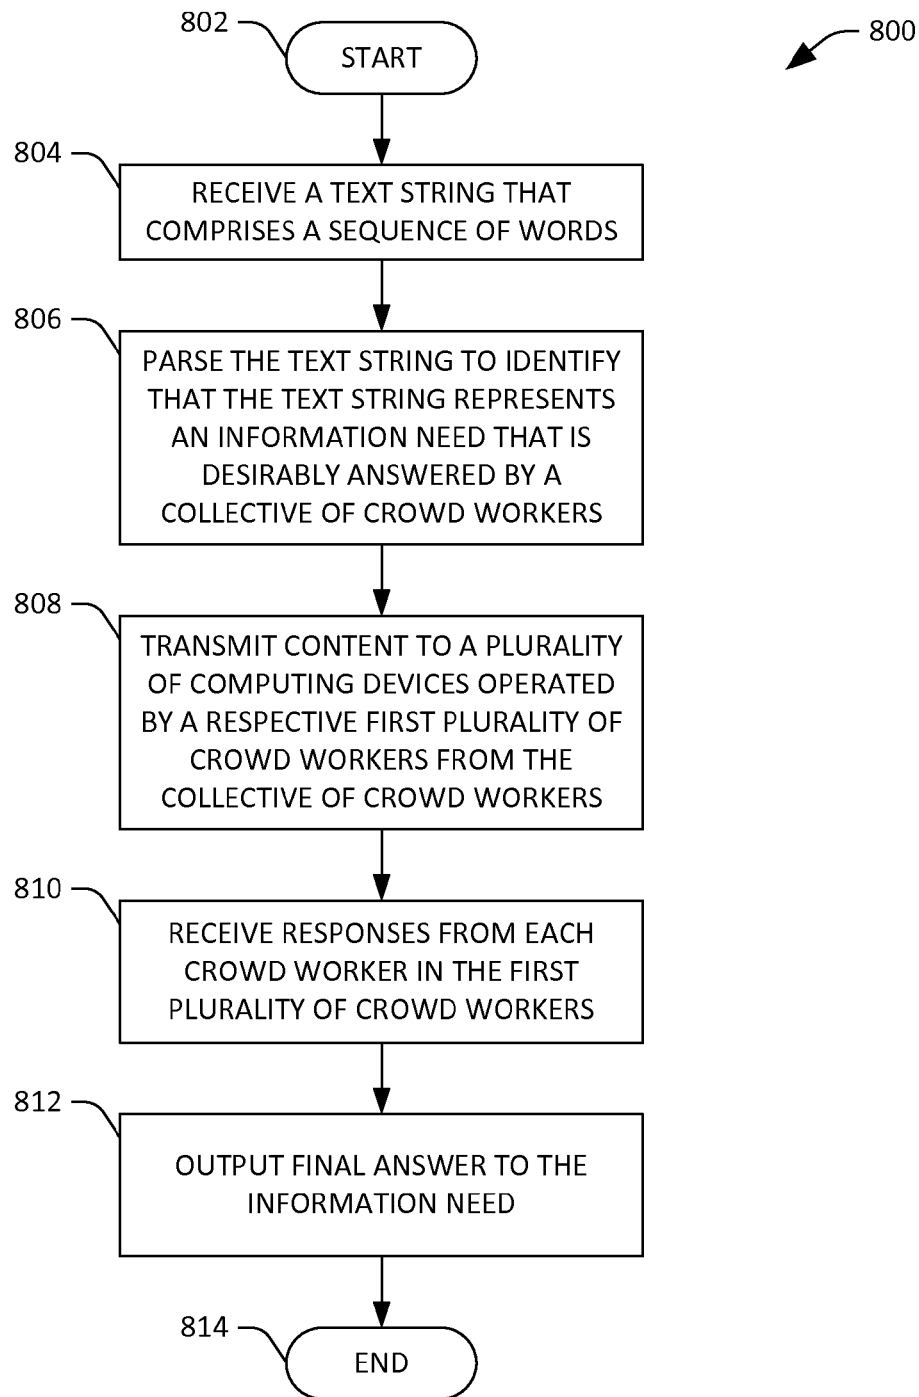 802
START
800
804
RECEIVE A TEXT STRING THAT
COMPRISES A SEQUENCE OF WORDS
806
PARSE THE TEXT STRING TO IDENTIFY
THAT THE TEXT STRING REPRESENTS
AN INFORMATION NEED THAT IS
DESIRABLY ANSWERED BY A
COLLECTIVE OF CROWD WORKERS
808
TRANSMIT CONTENT TO A PLURALITY
OF COMPUTING DEVICES OPERATED
BY A RESPECTIVE FIRST PLURALITY OF
CROWD WORKERS FROM THE
COLLECTIVE OF CROWD WORKERS
810
RECEIVE RESPONSES FROM EACH
CROWD WORKER IN THE FIRST
PLURALITY OF CROWD WORKERS
812
OUTPUT FINAL ANSWER TO THE
INFORMATION NEED
814
END